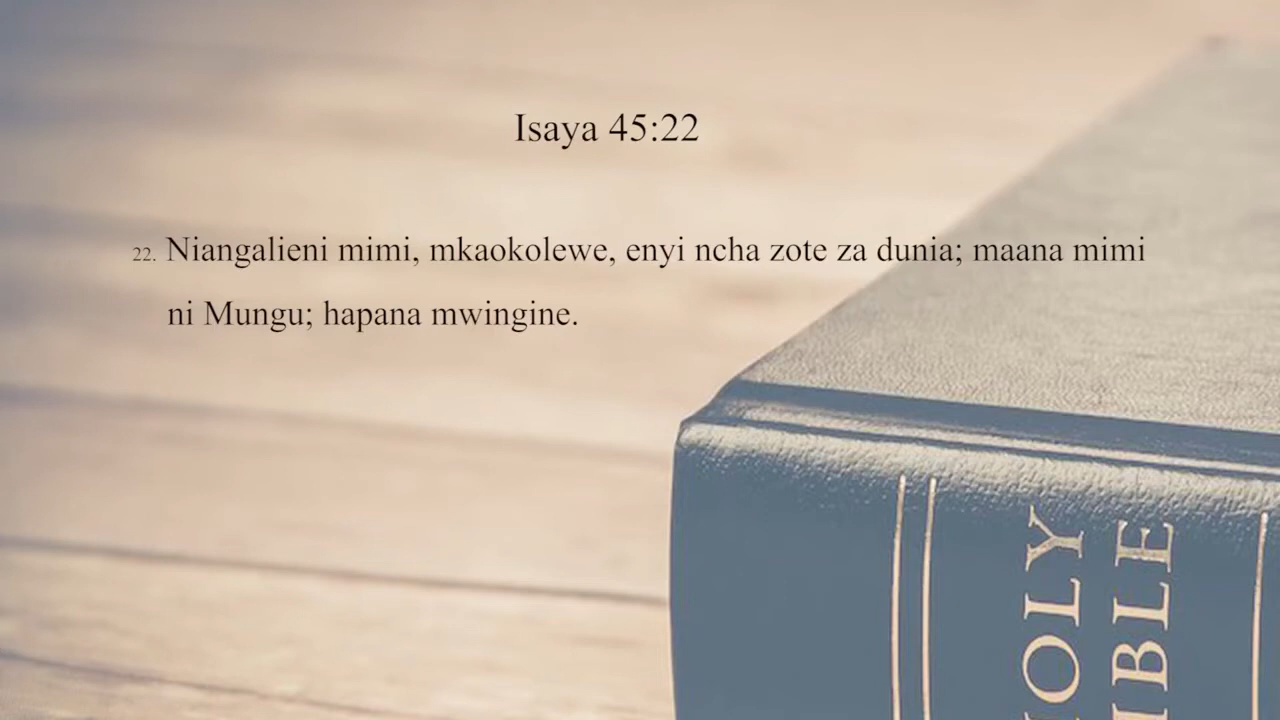 Isaya 45:22
22. Niangalieni mimi, mkaokolewe, enyi ncha zote za dunia; maana mimi
ni Mungu; hapana mwingine.
OLY
IBLE